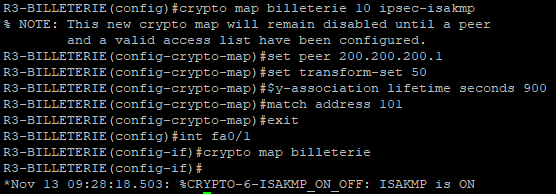 R3-BILLETERIE(config)#crypto map billeterie 10 ipsec-isakmp
% NOTE: This new crypto map will remain disabled until a peer
and a valid access list have been configured.
R3-BILLETERIE(config-crypto-map)#set peer 200.200.200.1
R3-BILLETERIE(config-crypto-map)#set transform-set 50
R3-BILLETERIE(config-crypto-map)#$y-association lifetime seconds 900
R3-BILLETERIE(config-crypto-map)#match address 101
R3-BILLETERIE(config-crypto-map)#exit
R3-BILLETERIE(config)#int fa0/1
R3-BILLETERIE(config-if)#crypto map billeterie
R3-BILLETERIE(config-if)#
*Nov 13 09:28:18.503: %CRYPTO-6-ISAKMP_ON_OFF: ISAKMP is ON